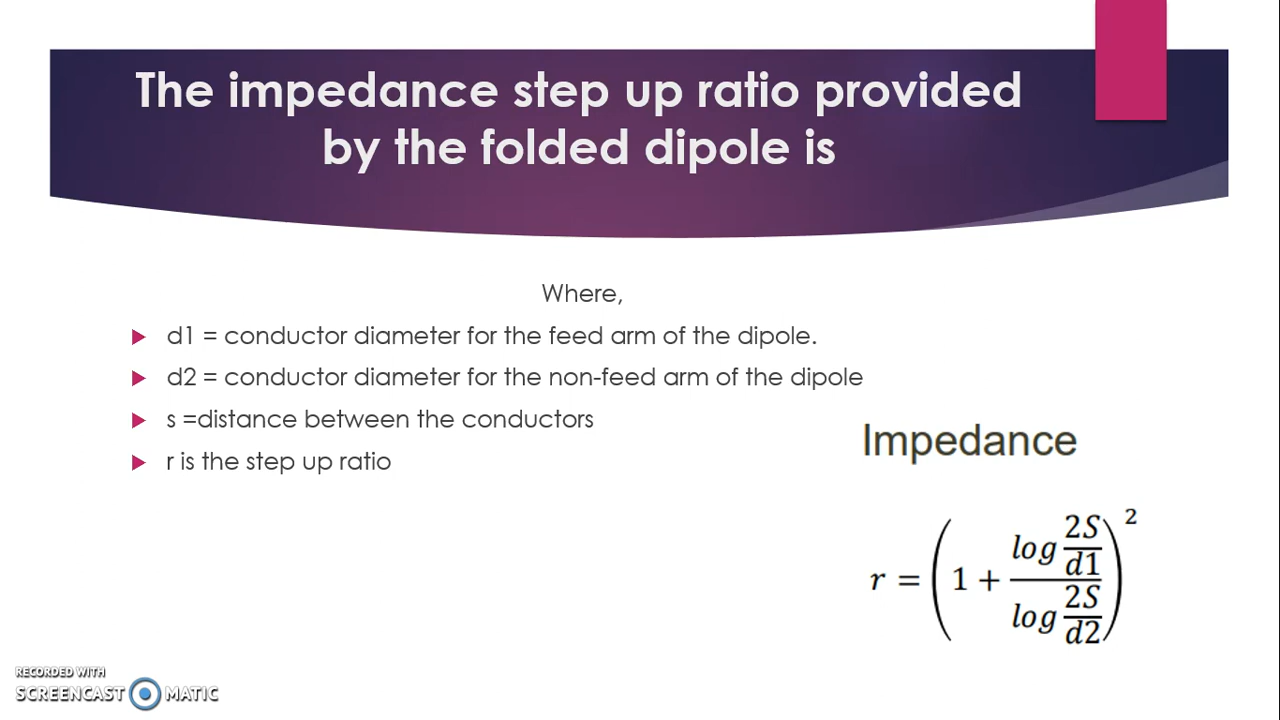 The impedance step up ratio provided
by the folded dipole is
Where,
d1 = conductor diameter for the feed arm of the dipole.
d2 = conductor diameter for the non-feed arm of the dipole
s =distance between the conductors
r is the step up ratio
Impedance
r = (1 + log 2S/d1 / log 2S/d2)²
RECORDED WITH
SCREENCAST MATIC